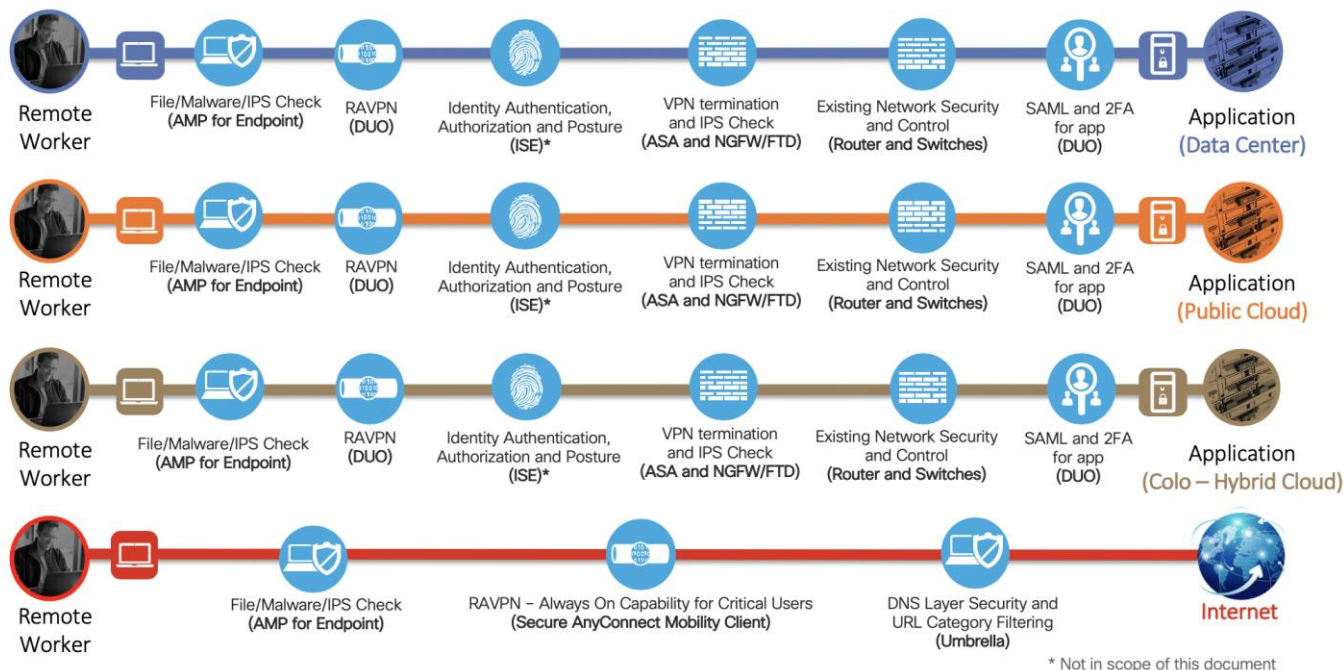 Remote
Worker
File/Malware/IPS Check
(AMP for Endpoint)
RAVPN
(DUO)
Identity Authentication,
Authorization and Posture
(ISE)*
VPN termination
and IPS Check
(ASA and NGFW/FTD)
Existing Network Security
and Control
(Router and Switches)
SAML and 2FA
for app
(DUO)
Application
(Data Center)
Remote
Worker
File/Malware/IPS Check
(AMP for Endpoint)
RAVPN
(DUO)
Identity Authentication,
Authorization and Posture
(ISE)*
VPN termination
and IPS Check
(ASA and NGFW/FTD)
Existing Network Security
and Control
(Router and Switches)
SAML and 2FA
for app
(DUO)
Application
(Public Cloud)
Remote
Worker
File/Malware/IPS Check
(AMP for Endpoint)
RAVPN
(DUO)
Identity Authentication,
Authorization and Posture
(ISE)*
VPN termination
and IPS Check
(ASA and NGFW/FTD)
Existing Network Security
and Control
(Router and Switches)
SAML and 2FA
for app
(DUO)
Application
(Colo – Hybrid Cloud)
Remote
Worker
File/Malware/IPS Check
(AMP for Endpoint)
RAVPN – Always On Capability for Critical Users
(Secure AnyConnect Mobility Client)
DNS Layer Security and
URL Category Filtering
(Umbrella)
Internet
* Not in scope of this document